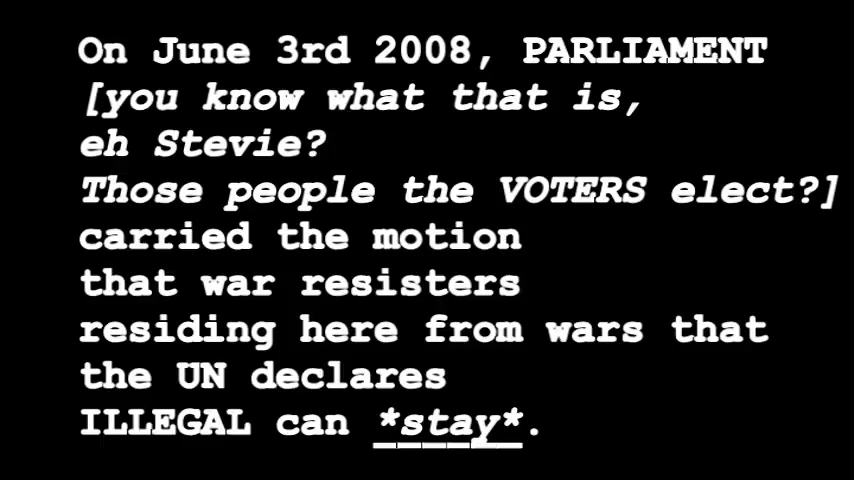 On June 3rd 2008, PARLIAMENT
[you know what that is,
eh Stevie?
Those people the VOTERS elect?]
carried the motion
that war resisters
residing here from wars that
the UN declares
ILLEGAL can *stay*.